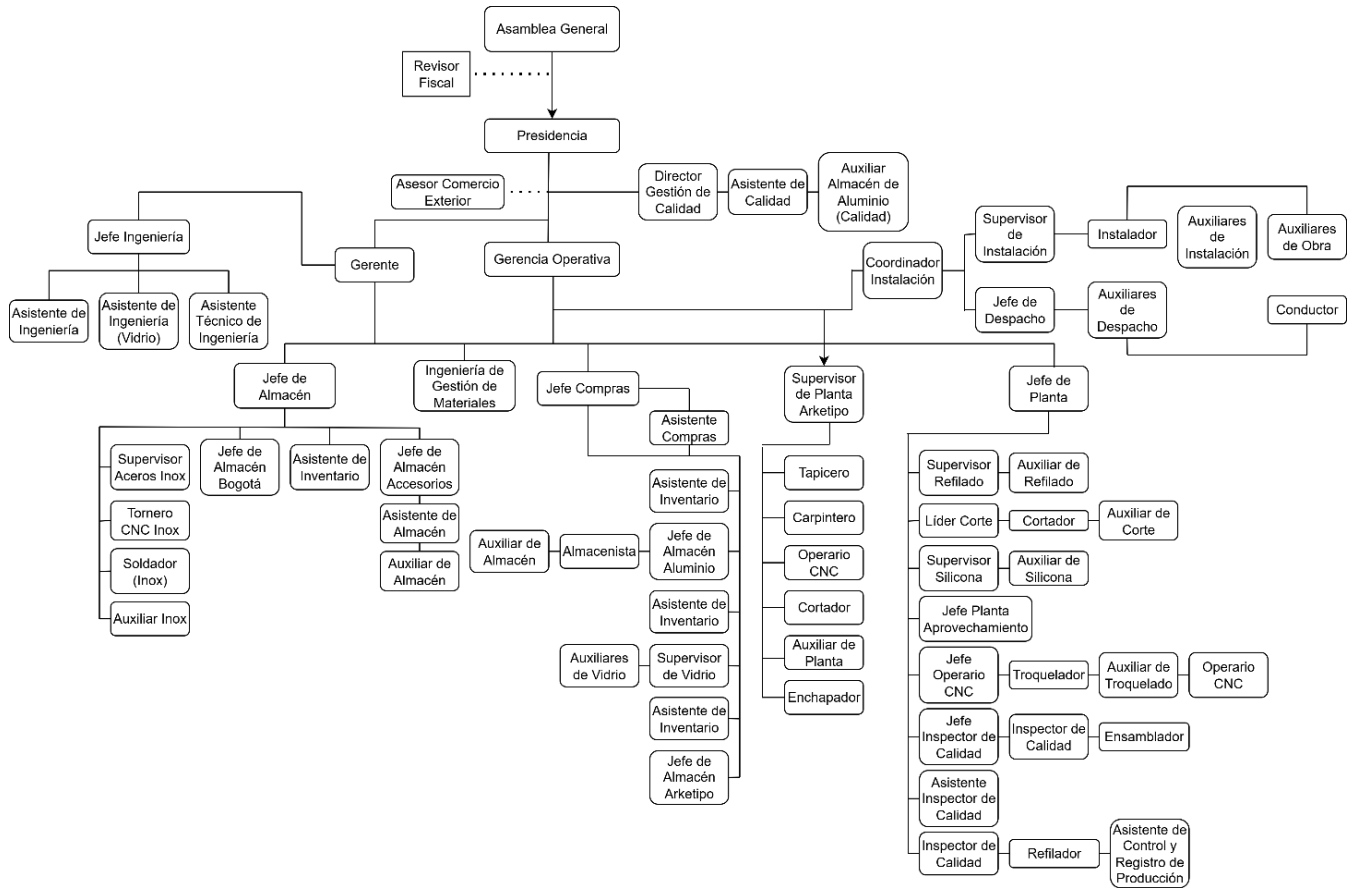 Asamblea General
Revisor
Fiscal
Presidencia
Asesor Comercio
Exterior
Director
Gestión de
Calidad
Asistente de
Calidad
Auxiliar
Almacén de
Aluminio
(Calidad)
Jefe Ingeniería
Gerente
Gerencia Operativa
Coordinador
Instalación
Supervisor
de
Instalación
Instalador
Auxiliares
de
Instalación
Auxiliares
de Obra
Asistente de
Ingeniería
Asistente de
Ingeniería
(Vidrio)
Asistente
Técnico de
Ingeniería
Jefe de
Despacho
Auxiliares
de
Despacho
Conductor
Jefe de
Almacén
Ingeniería de
Gestión de
Materiales
Jefe Compras
Asistente
Compras
Supervisor
de Planta
Arketipo
Jefe de
Planta
Supervisor
Aceros Inox
Jefe de
Almacén
Bogotá
Asistente de
Inventario
Jefe de
Almacén
Accesorios
Tornero
CNC Inox
Asistente de
Almacén
Soldador
(Inox)
Auxiliar de
Almacén
Auxiliar Inox
Asistente de
Inventario
Auxiliar de
Almacén
Almacenista
Jefe de
Almacén
Aluminio
Asistente de
Inventario
Auxiliares
de Vidrio
Supervisor
de Vidrio
Asistente de
Inventario
Jefe de
Almacén
Arketipo
Tapicero
Carpintero
Operario
CNC
Cortador
Auxiliar de
Planta
Enchapador
Supervisor
Refilado
Auxiliar de
Refilado
Líder Corte
Cortador
Auxiliar de
Corte
Supervisor
Silicona
Auxiliar de
Silicona
Jefe Planta
Aprovechamiento
Jefe
Operario
CNC
Troquelador
Auxiliar de
Troquelado
Operario
CNC
Jefe
Inspector de
Calidad
Inspector de
Calidad
Ensamblador
Asistente
Inspector de
Calidad
Inspector de
Calidad
Refilador
Asistente de
Control y
Registro de
Producción